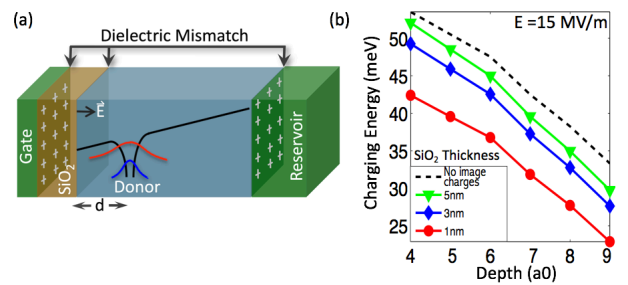 (a)
Dielectric Mismatch
Gate
SiO2
E
Donor
d
Reservoir
(b)
E =15 MV/m
Charging Energy (meV)
50
45
40
35
30
25
SiO2 Thickness
No image
charges
5nm
3nm
1nm
4 5 6 7 8 9
Depth (a0)